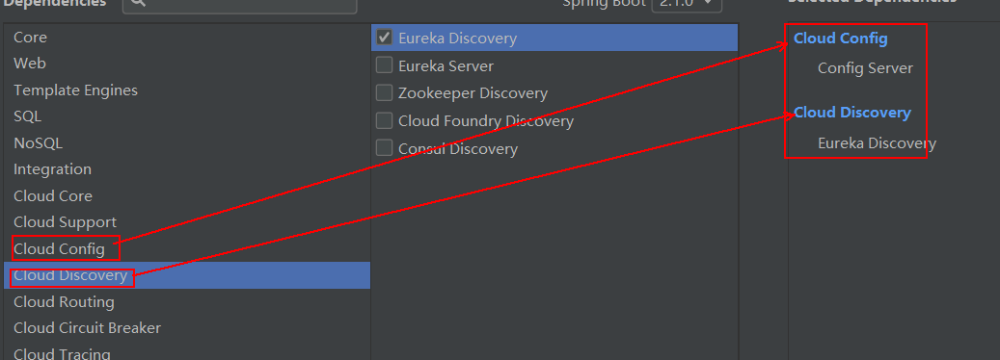 Dependencies
Spring Boot 2.1.0
Selected Dependencies
Core
Web
Template Engines
SQL
NoSQL
Integration
Cloud Core
Cloud Support
Cloud Config
Cloud Discovery
Cloud Routing
Cloud Circuit Breaker
Cloud Tracing
Eureka Discovery
Eureka Server
Zookeeper Discovery
Cloud Foundry Discovery
Consul Discovery
Cloud Config
Config Server
Cloud Discovery
Eureka Discovery